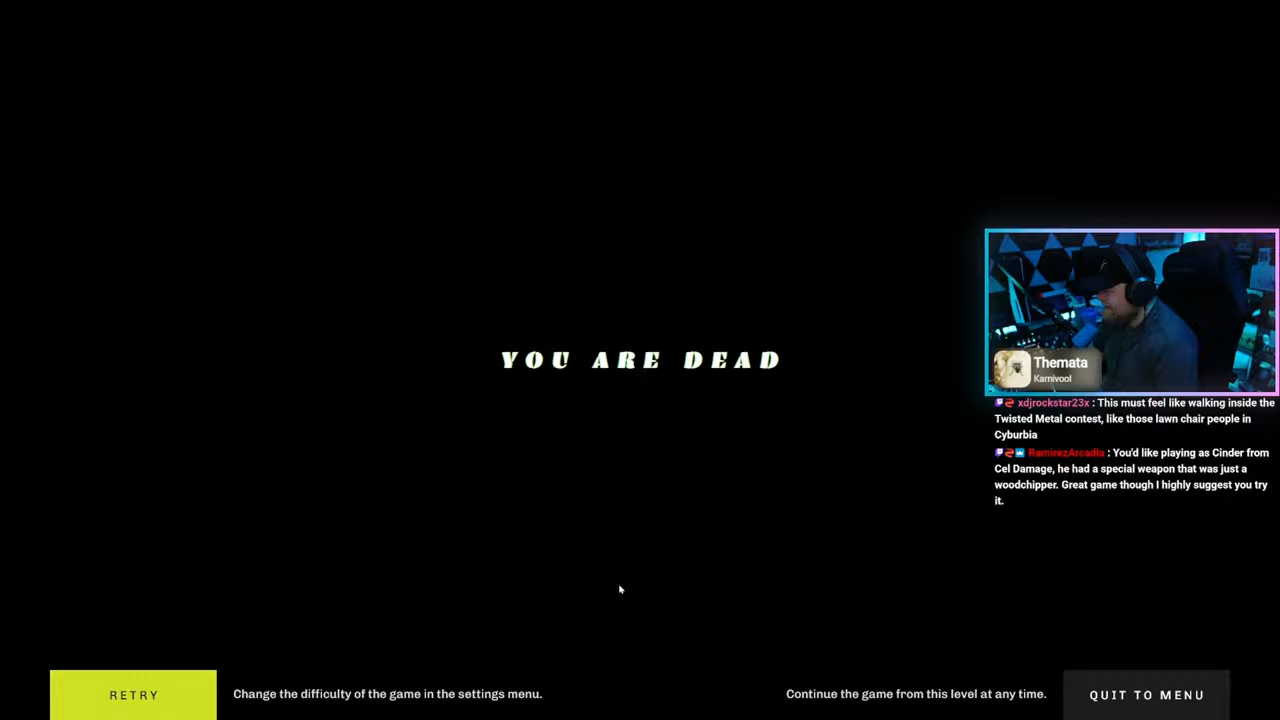 YOU ARE DEAD
Themata
Karnivool
xdjrockstar23x : This must feel like walking inside the
Twisted Metal contest, like those lawn chair people in
Cyburbia
RamirezArcadia : You'd like playing as Cinder from
Cel Damage, he had a special weapon that was just a
woodchipper. Great game though I highly suggest you try
it.
RETRY
Change the difficulty of the game in the settings menu.
Continue the game from this level at any time.
QUIT TO MENU